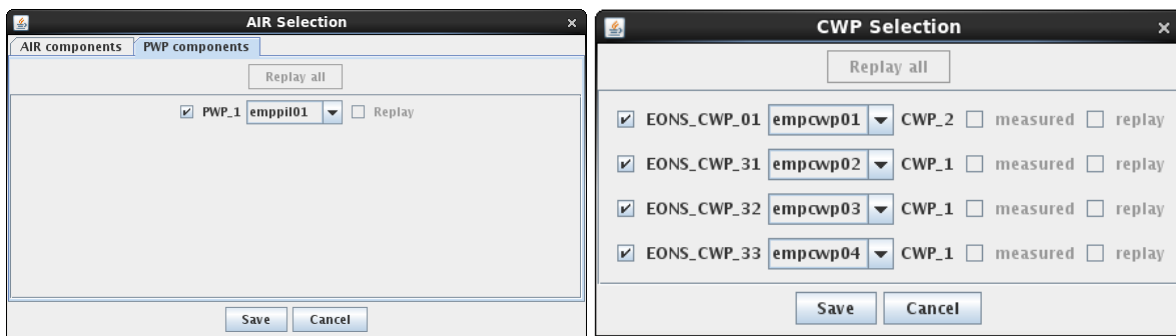 AIR Selection
AIR components PWP components
Replay all
PWP_1 emppil01 Replay
Save Cancel
CWP Selection
Replay all
EONS_CWP_01 empcwp01 CWP_2 measured replay
EONS_CWP_31 empcwp02 CWP_1 measured replay
EONS_CWP_32 empcwp03 CWP_1 measured replay
EONS_CWP_33 empcwp04 CWP_1 measured replay
Save Cancel